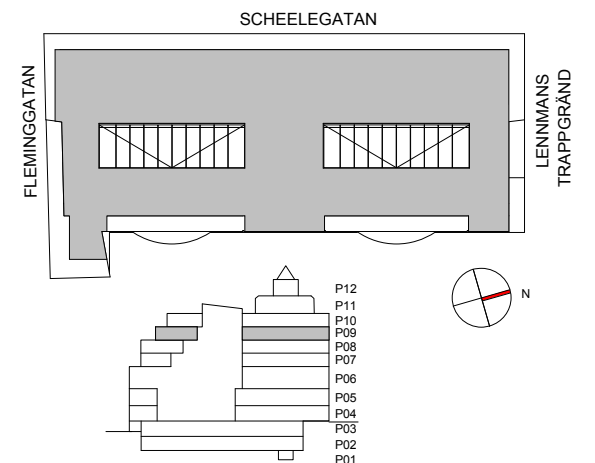 SCHEELEGATAN
FLEMINGGATAN
LENNMANS
TRAPPGRÄND
P12
P11
P10
P09
P08
P07
P06
P05
P04
P03
P02
P01
N